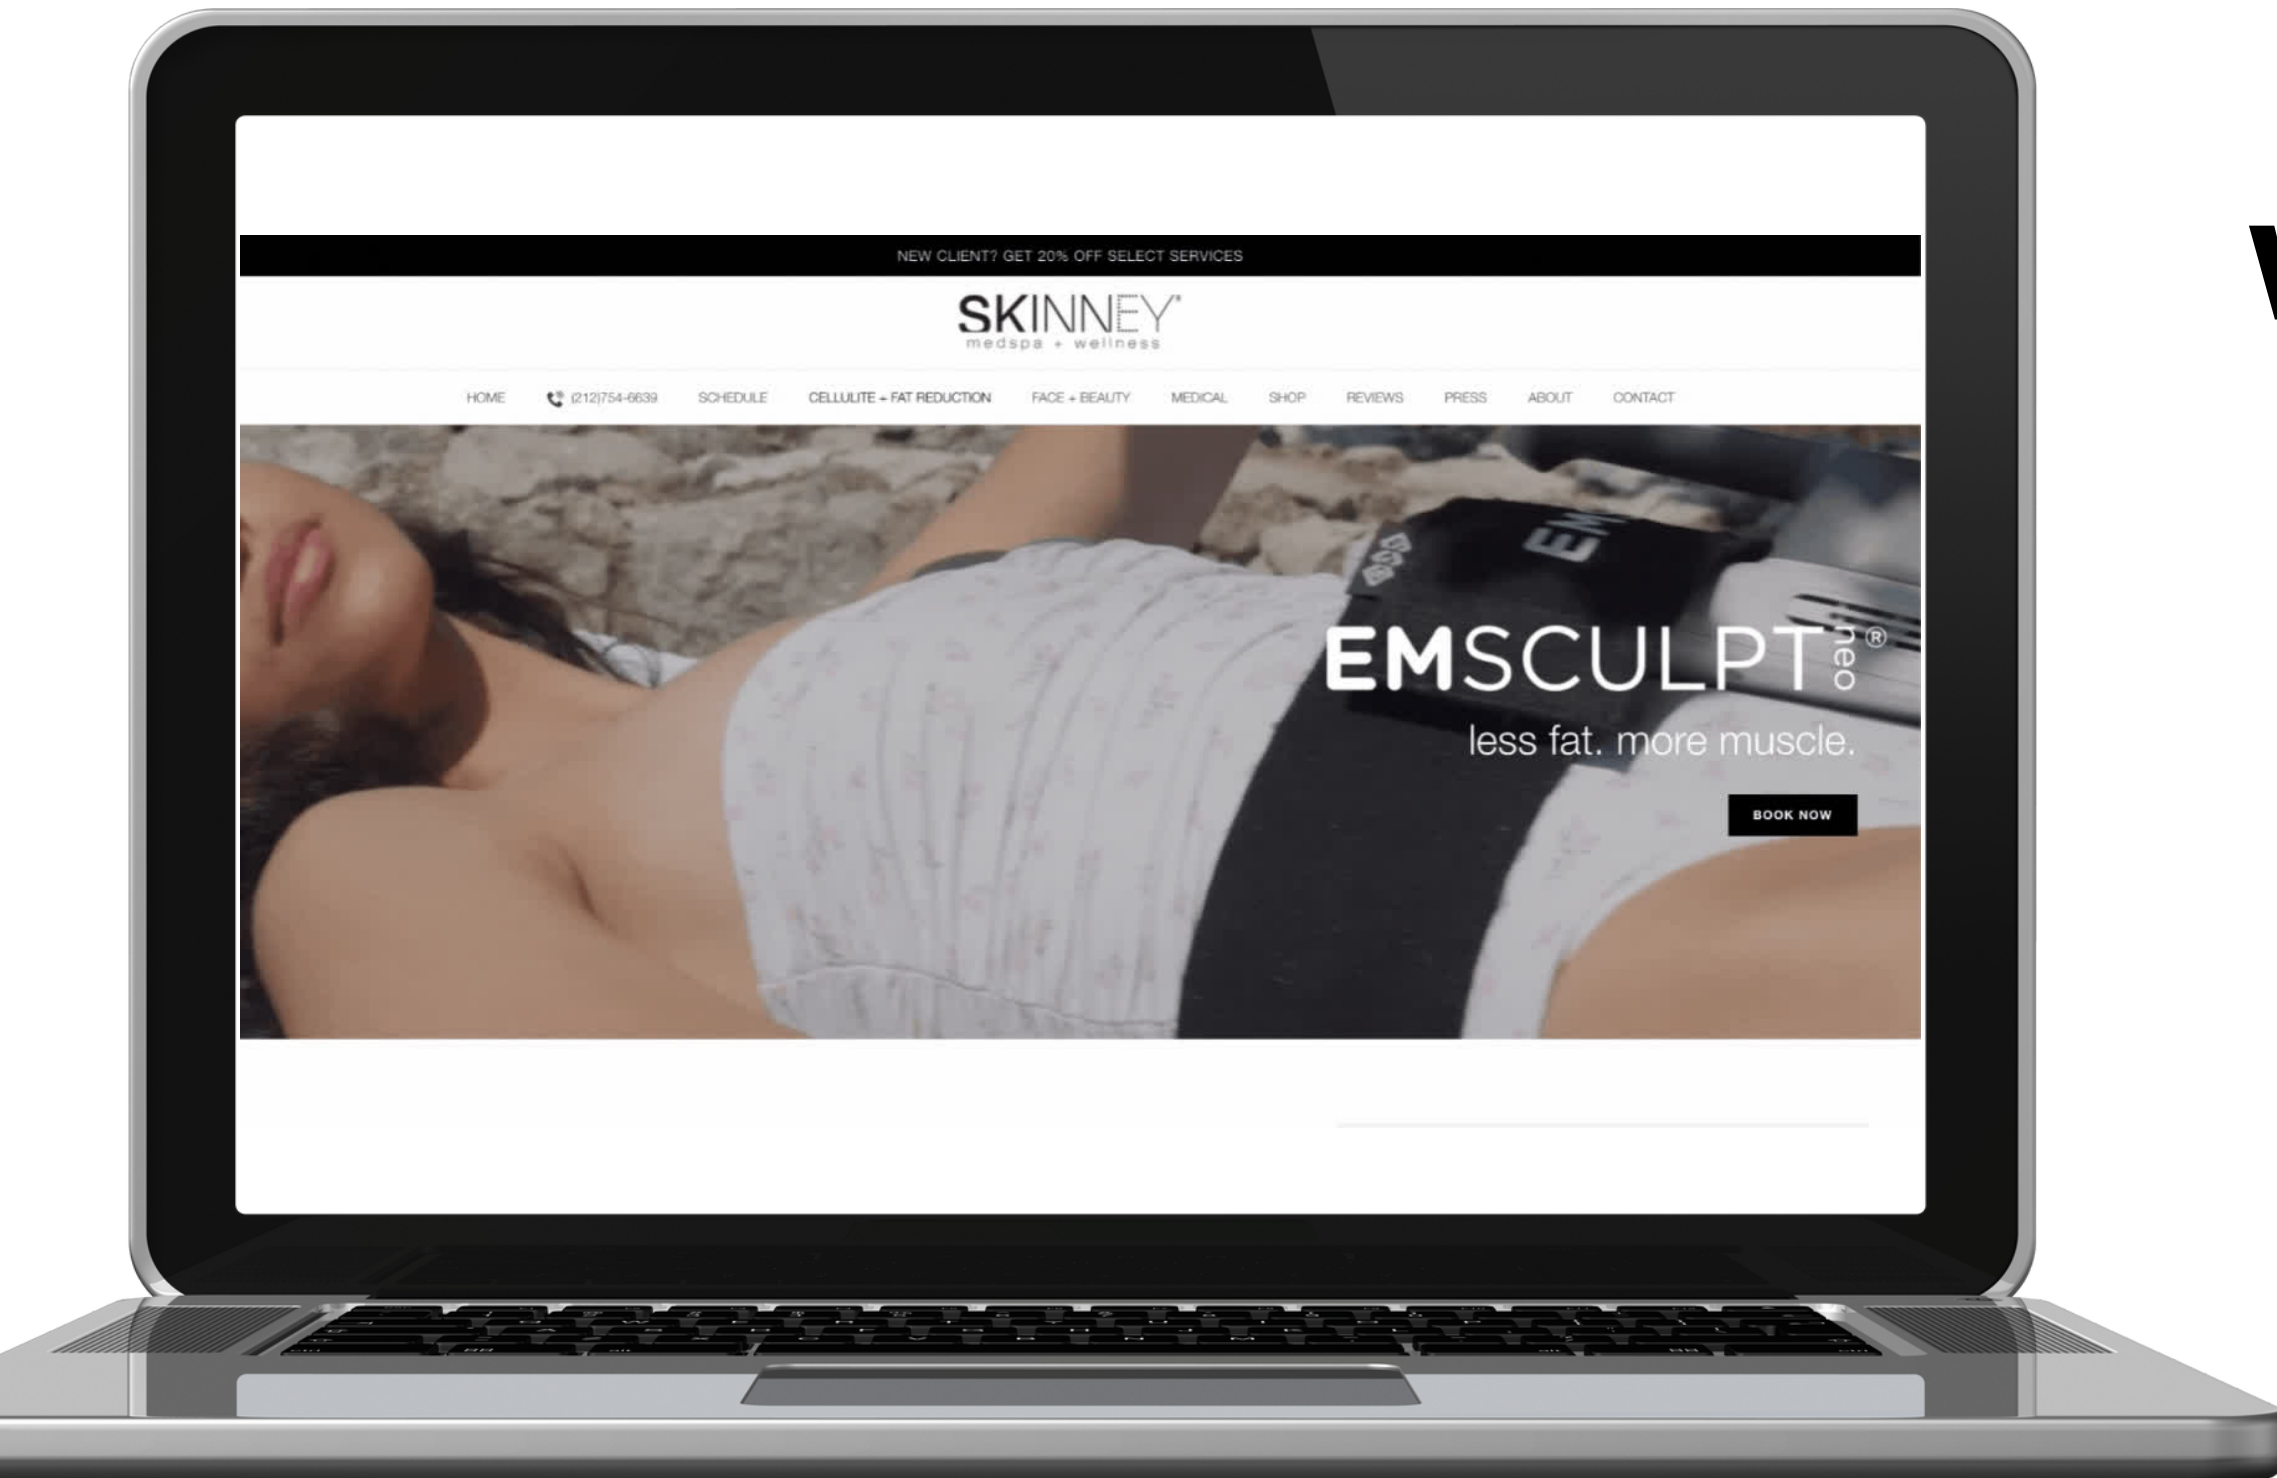 NEW CLIENT? GET 20% OFF SELECT SERVICES
SKINNEY®
medspa + wellness
HOME (212)754-6639 SCHEDULE CELLULITE + FAT REDUCTION FACE + BEAUTY MEDICAL SHOP REVIEWS PRESS ABOUT CONTACT
EM
EMSCULPT neo®
less fat. more muscle.
BOOK NOW